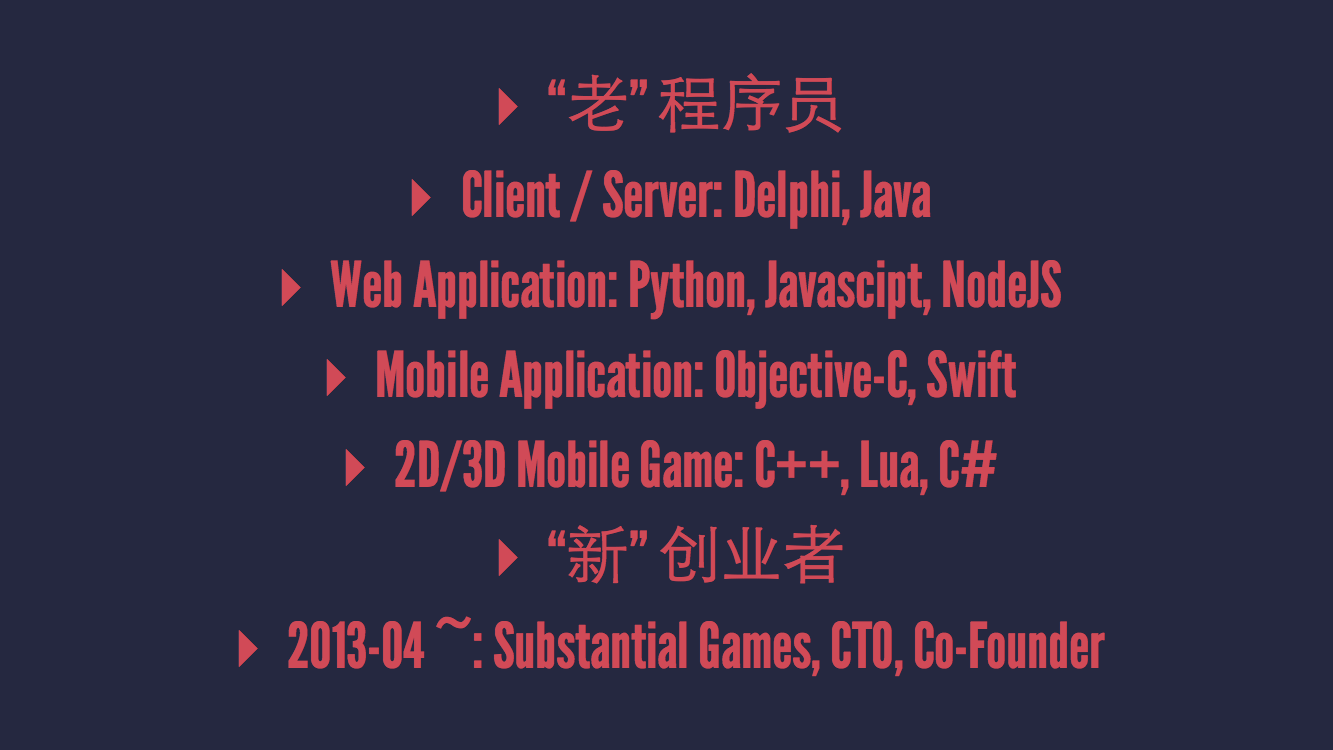 “老” 程序员
Client / Server: Delphi, Java
Web Application: Python, Javascipt, NodeJS
Mobile Application: Objective-C, Swift
2D/3D Mobile Game: C++, Lua, C#
“新” 创业者
2013-04 ~: Substantial Games, CTO, Co-Founder